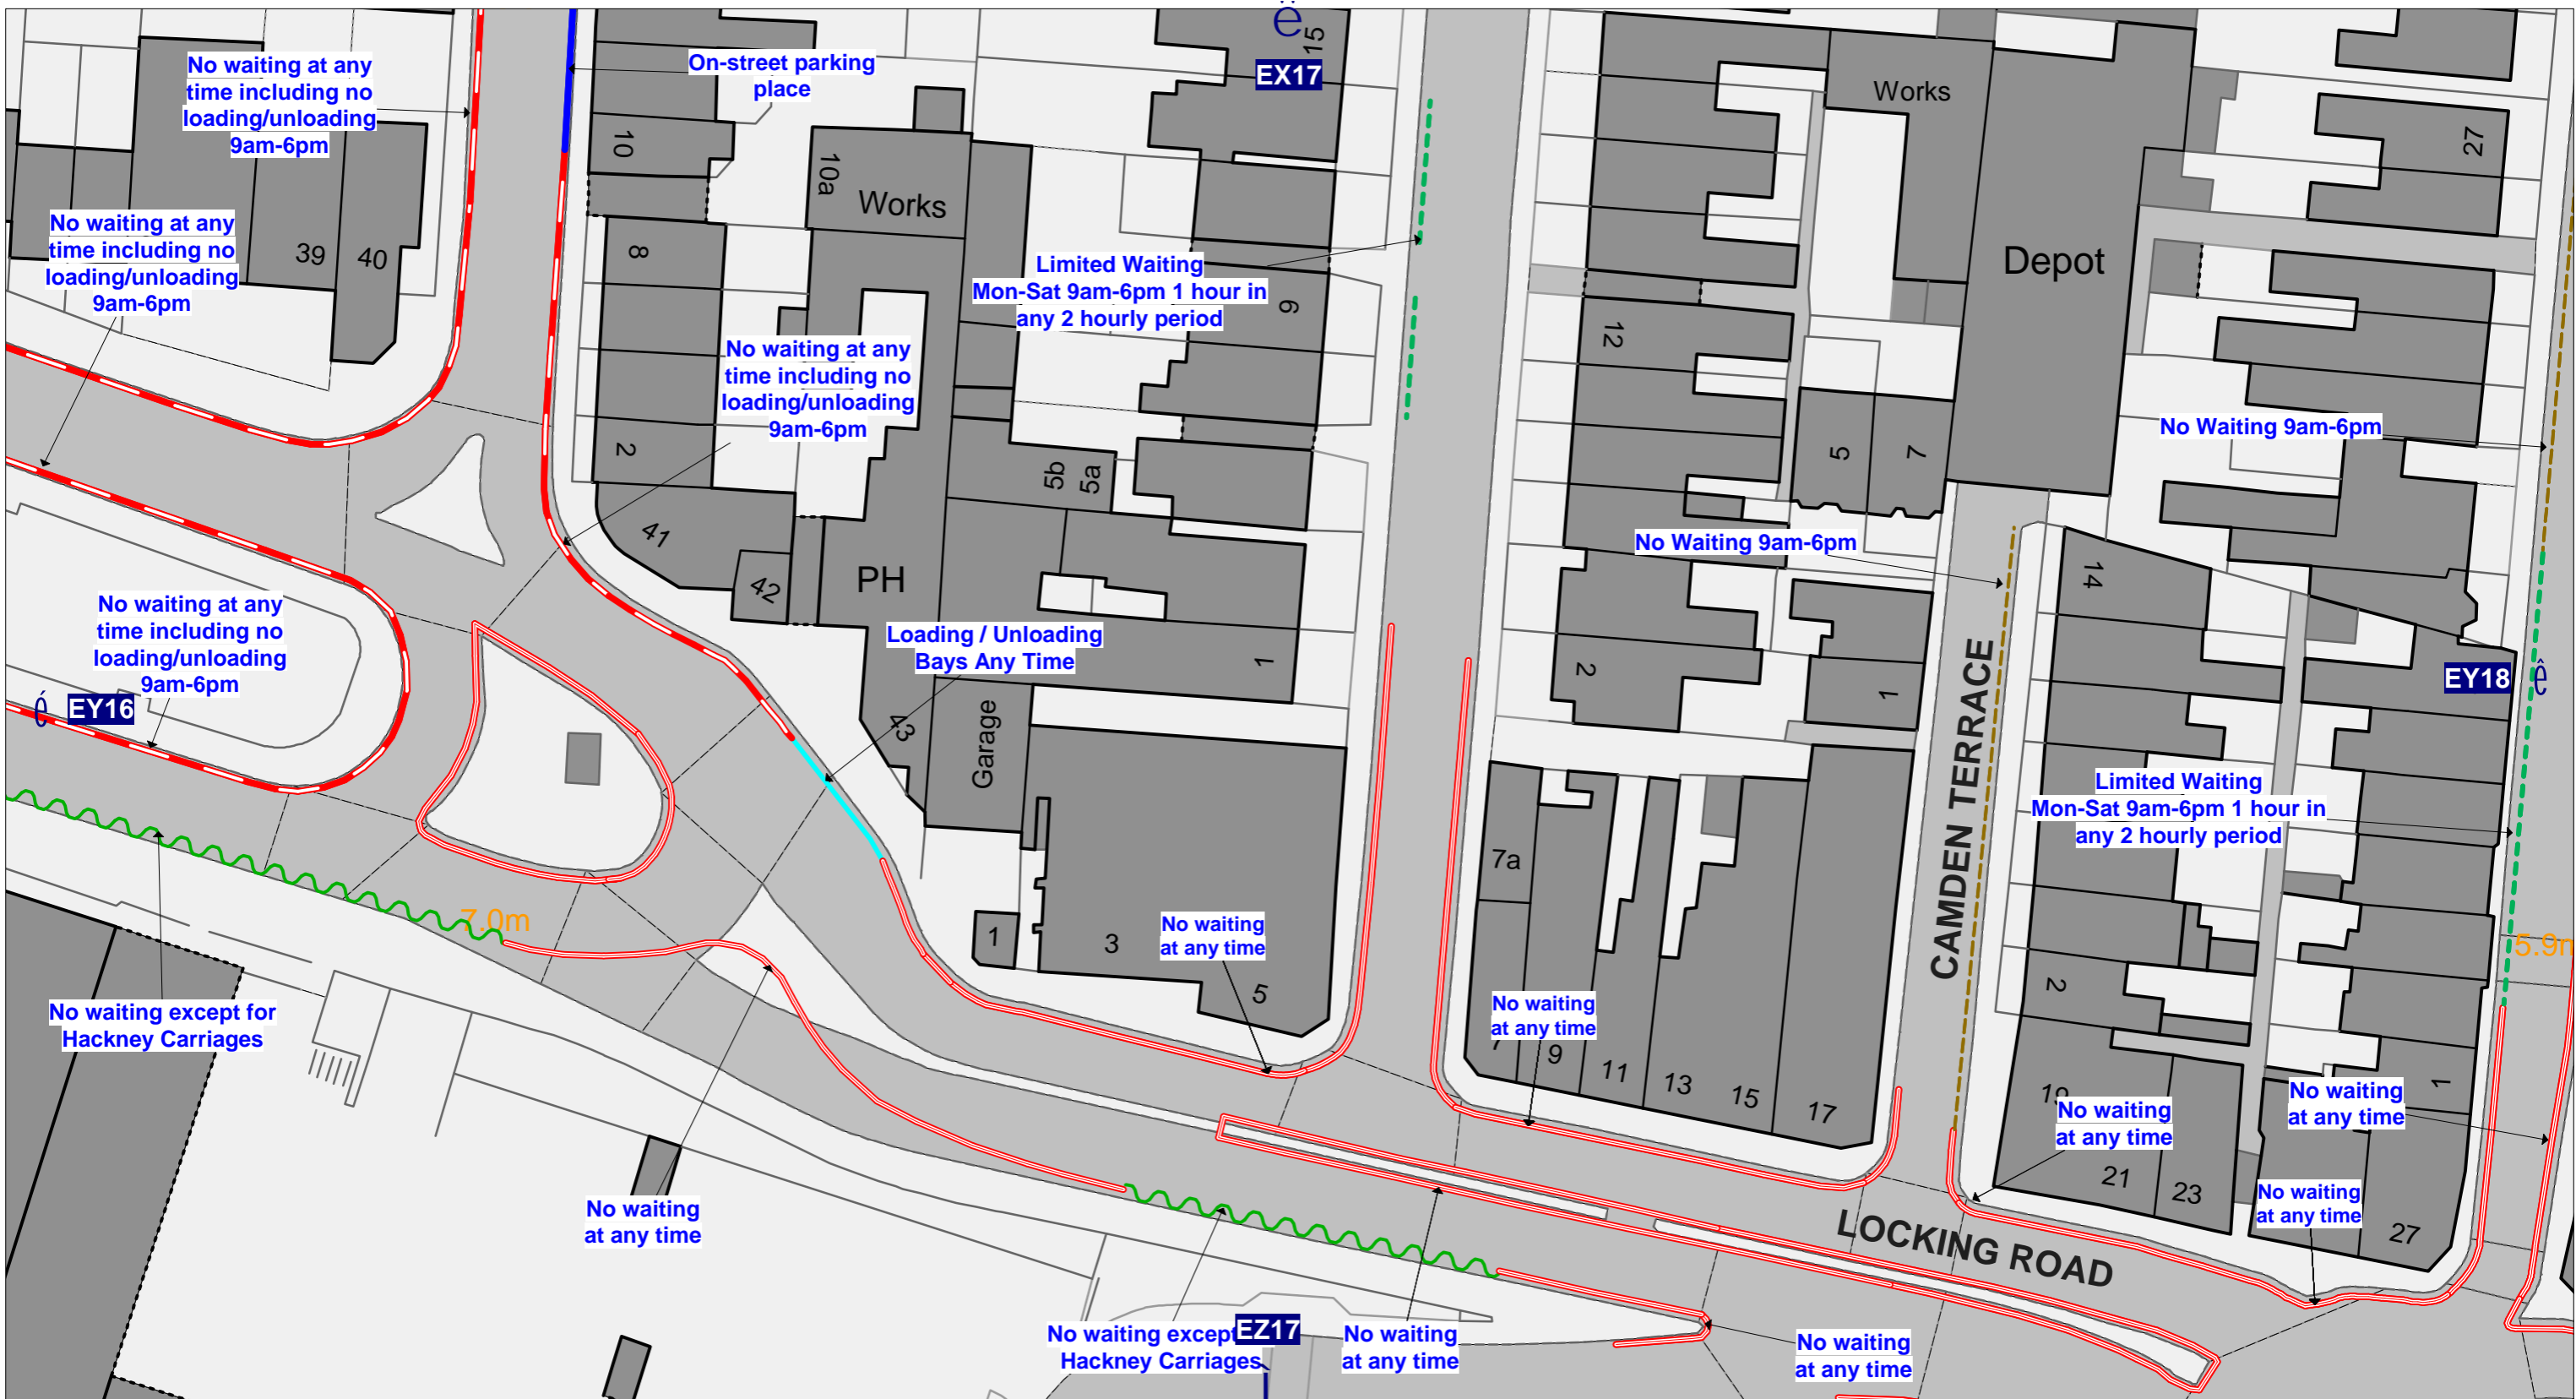 ë
15
EX17
No waiting at any
time including no
loading/unloading
9am-6pm
On-street parking
place
Works
27
10
10a
Works
No waiting at any
time including no
loading/unloading
9am-6pm
39
40
8
Limited Waiting
Mon-Sat 9am-6pm 1 hour in
any 2 hourly period
6
Depot
12
No waiting at any
time including no
loading/unloading
9am-6pm
2
5b
5a
5
7
No Waiting 9am-6pm
41
42
PH
No Waiting 9am-6pm
14
No waiting at any
time including no
loading/unloading
9am-6pm
é
EY16
Loading / Unloading
Bays Any Time
1
2
1
EY18
ê
43
Garage
CAMDEN TERRACE
Limited Waiting
Mon-Sat 9am-6pm 1 hour in
any 2 hourly period
7a
7.0m
1
3
5
No waiting
at any time
5.9m
2
No waiting except for
Hackney Carriages
No waiting
at any time
7
9
11
13
15
17
19
21
23
27
1
No waiting
at any time
No waiting
at any time
No waiting
at any time
No waiting
at any time
LOCKING ROAD
No waiting except
Hackney Carriages
EZ17
No waiting
at any time
No waiting
at any time